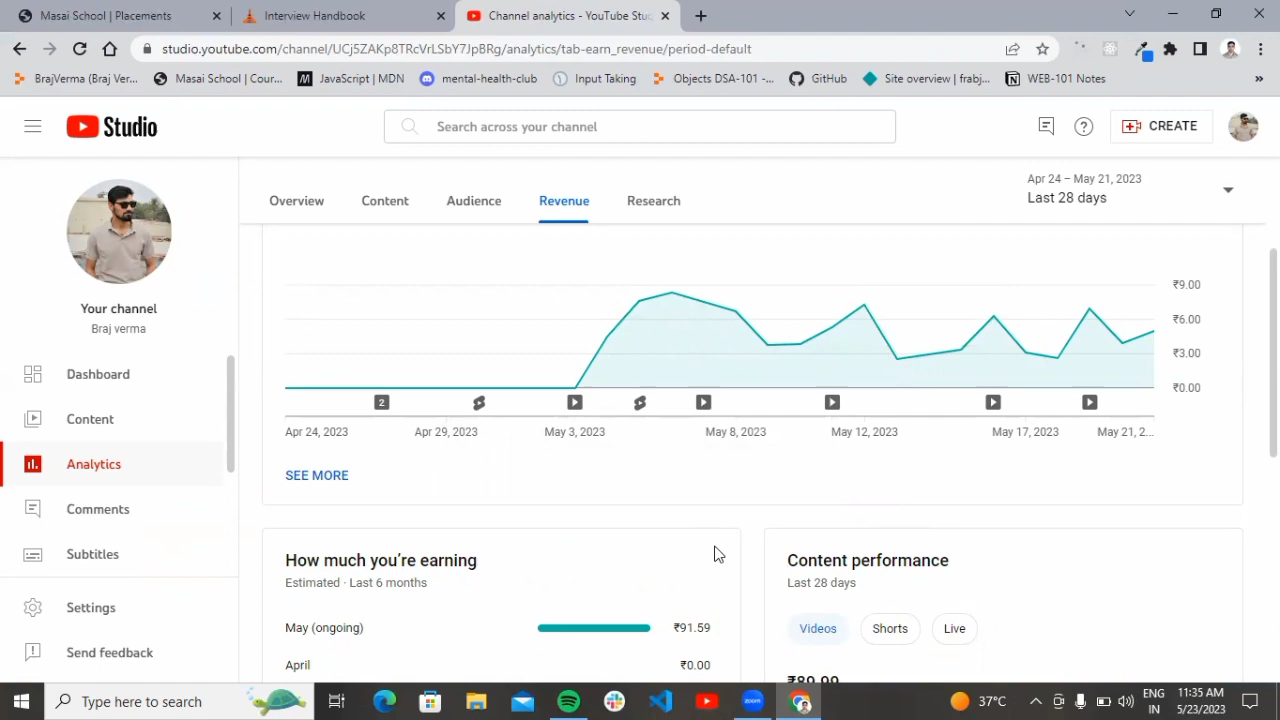 Masai School | Placements
Interview Handbook
Channel analytics - YouTube Stu
studio.youtube.com/channel/UCj5ZAKp8TRcVrLSbY7JpBRg/analytics/tab-earn_revenue/period-default
BrajVerma (Braj Ver...
Masai School | Cour...
JavaScript | MDN
mental-health-club
Input Taking
Objects DSA-101 -...
GitHub
Site overview | frabj...
WEB-101 Notes
»
Studio
Search across your channel
CREATE
Your channel
Braj verma
Dashboard
Content
Analytics
Comments
Subtitles
Settings
Send feedback
Overview
Content
Audience
Revenue
Research
Apr 24 – May 21, 2023
Last 28 days
₹9.00
₹6.00
₹3.00
₹0.00
2
Apr 24, 2023
Apr 29, 2023
May 3, 2023
May 8, 2023
May 12, 2023
May 17, 2023
May 21, 2...
SEE MORE
How much you’re earning
Estimated · Last 6 months
May (ongoing)
₹91.59
April
₹0.00
Content performance
Last 28 days
Videos
Shorts
Live
Type here to search
zoom
37°C
ENG
IN
11:35 AM
5/23/2023